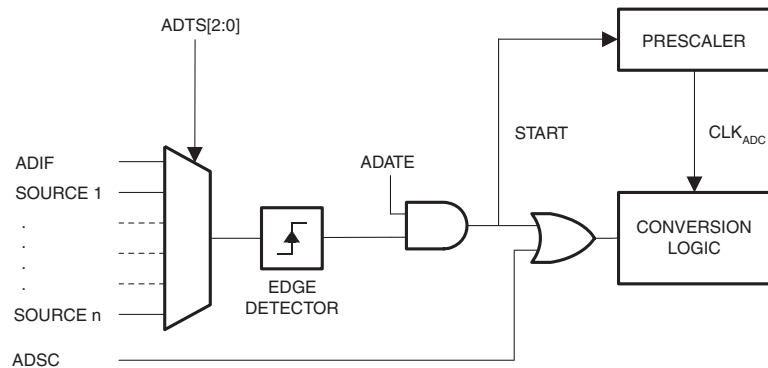 ADTS[2:0]
PRESCALER
START
CLKADC
ADIF
ADATE
SOURCE 1
.
.
.
.
CONVERSION
LOGIC
EDGE
DETECTOR
SOURCE n
ADSC